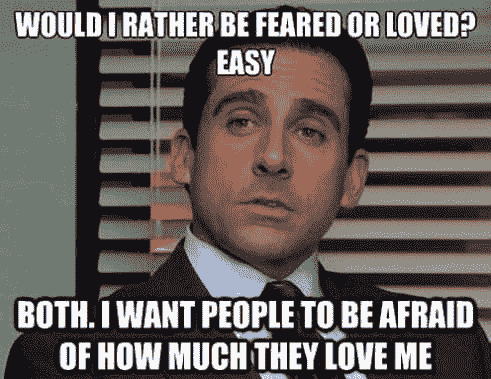 WOULD I RATHER BE FEARED OR LOVED?
EASY
BOTH. I WANT PEOPLE TO BE AFRAID
OF HOW MUCH THEY LOVE ME